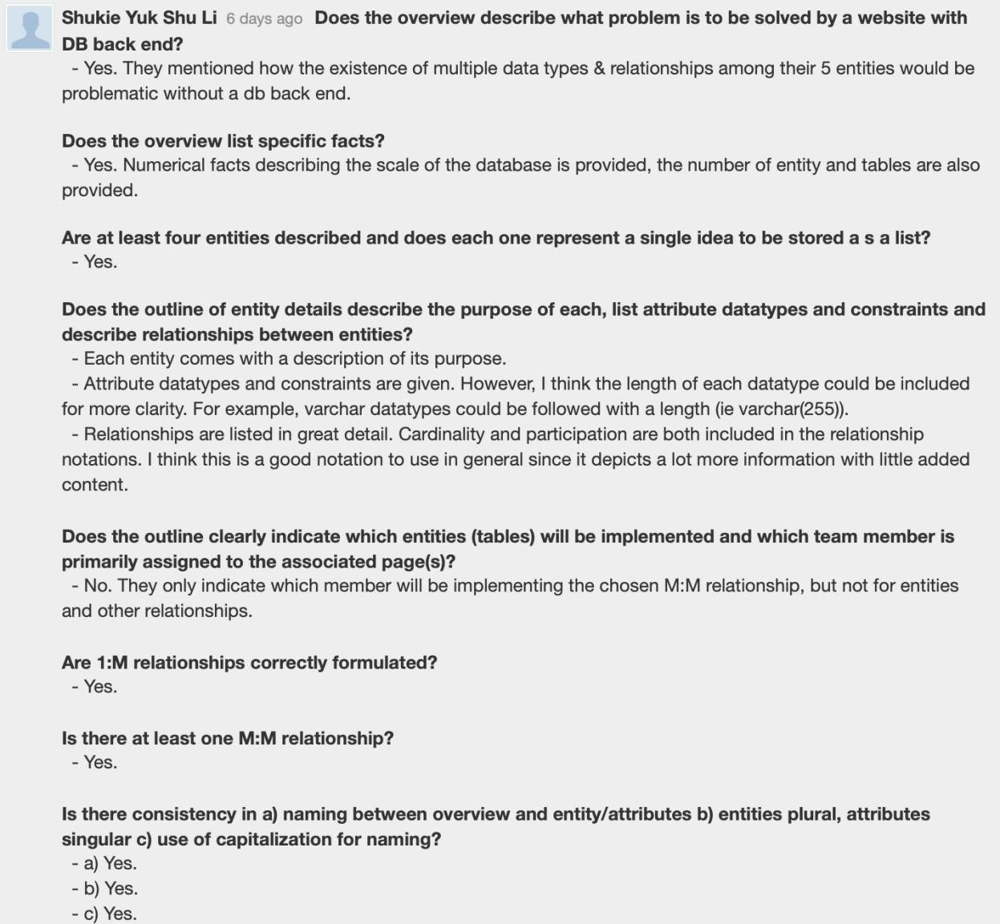 Shukie Yuk Shu Li 6 days ago Does the overview describe what problem is to be solved by a website with
DB back end?
- Yes. They mentioned how the existence of multiple data types & relationships among their 5 entities would be
problematic without a db back end.
Does the overview list specific facts?
- Yes. Numerical facts describing the scale of the database is provided, the number of entity and tables are also
provided.
Are at least four entities described and does each one represent a single idea to be stored a s a list?
- Yes.
Does the outline of entity details describe the purpose of each, list attribute datatypes and constraints and
describe relationships between entities?
- Each entity comes with a description of its purpose.
- Attribute datatypes and constraints are given. However, I think the length of each datatype could be included
for more clarity. For example, varchar datatypes could be followed with a length (ie varchar(255)).
- Relationships are listed in great detail. Cardinality and participation are both included in the relationship
notations. I think this is a good notation to use in general since it depicts a lot more information with little added
content.
Does the outline clearly indicate which entities (tables) will be implemented and which team member is
primarily assigned to the associated page(s)?
- No. They only indicate which member will be implementing the chosen M:M relationship, but not for entities
and other relationships.
Are 1:M relationships correctly formulated?
- Yes.
Is there at least one M:M relationship?
- Yes.
Is there consistency in a) naming between overview and entity/attributes b) entities plural, attributes
singular c) use of capitalization for naming?
- a) Yes.
- b) Yes.
- c) Yes.